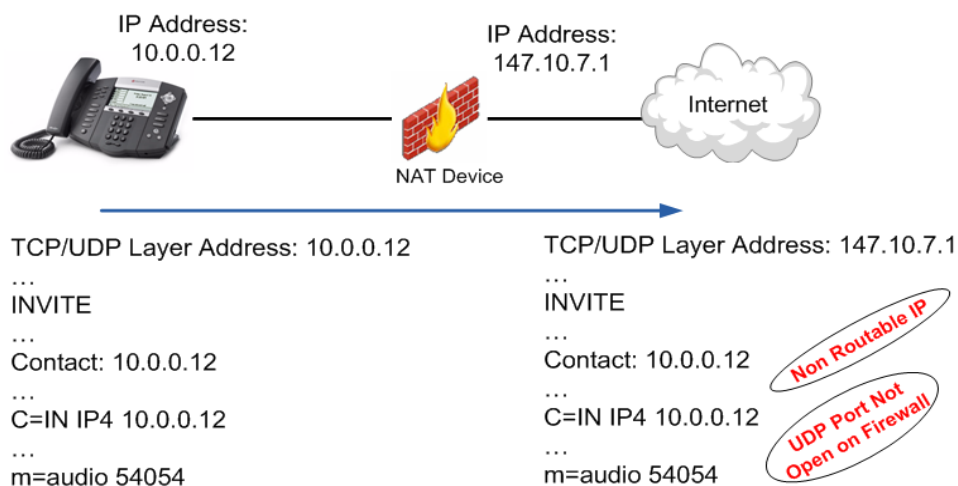 IP Address:
10.0.0.12
IP Address:
147.10.7.1
Internet
NAT Device
TCP/UDP Layer Address: 10.0.0.12
…
INVITE
…
Contact: 10.0.0.12
…
C=IN IP4 10.0.0.12
…
m=audio 54054
TCP/UDP Layer Address: 147.10.7.1
…
INVITE
…
Contact: 10.0.0.12
…
C=IN IP4 10.0.0.12
…
m=audio 54054
Non Routable IP
UDP Port Not
Open on Firewall